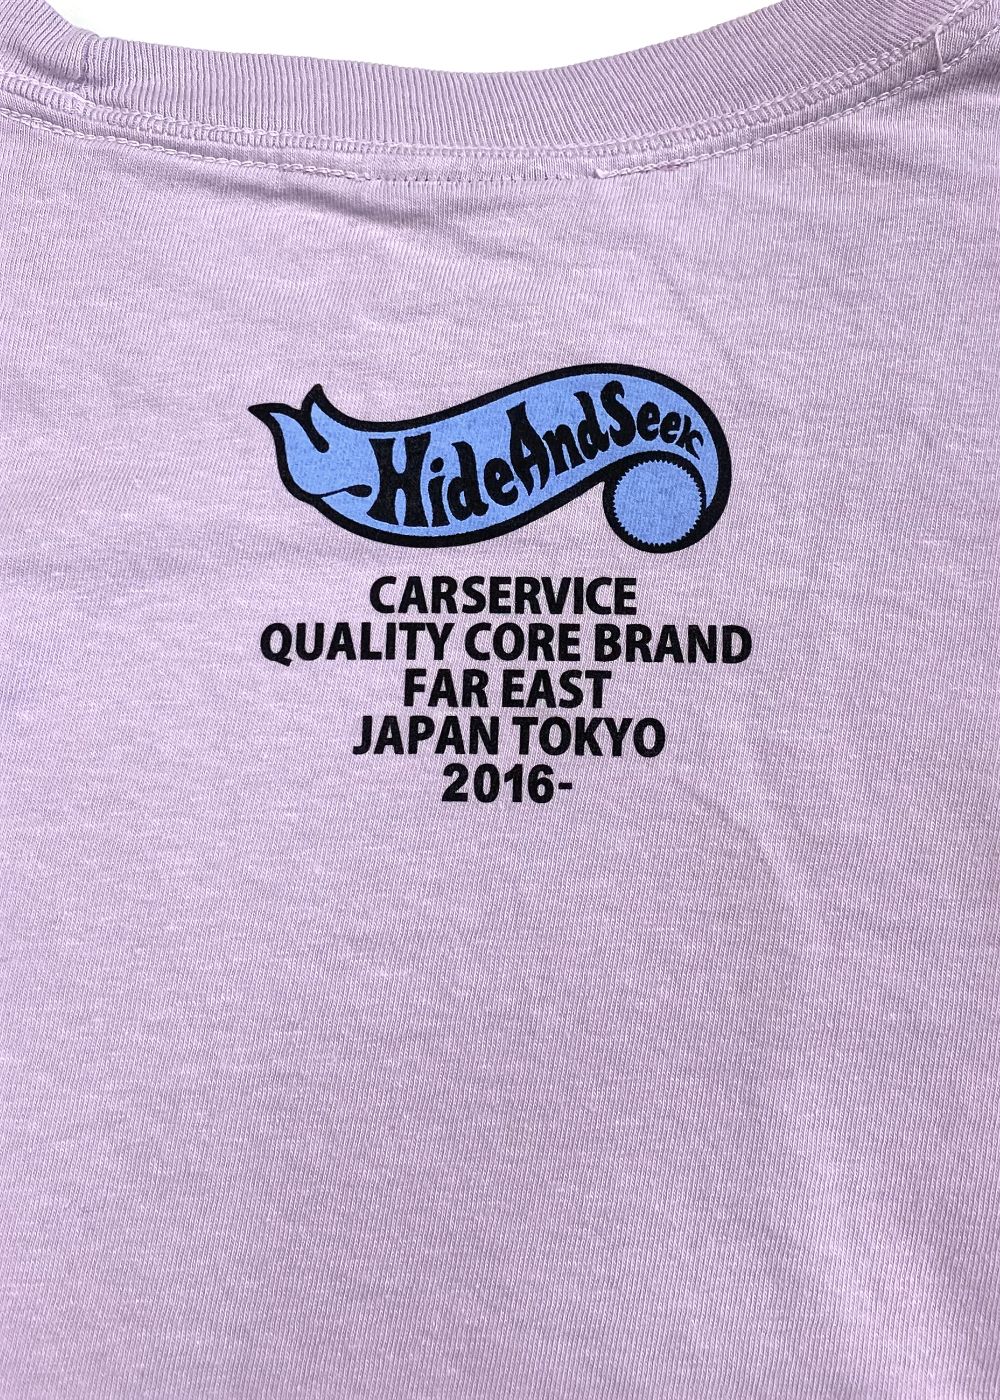 HideAndSeek
CARSERVICE
QUALITY CORE BRAND
FAR EAST
JAPAN TOKYO
2016-